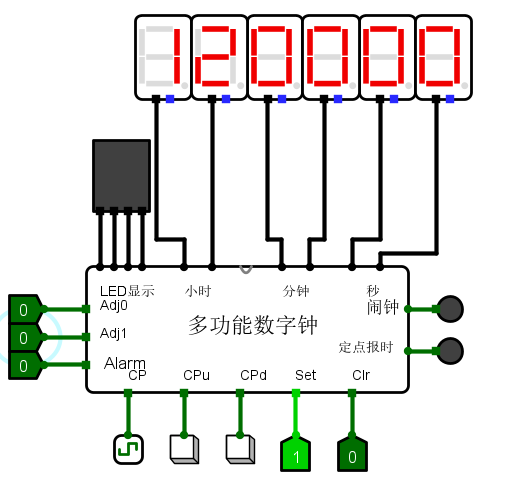 120000
LED显示 小时 分钟 秒
0 Adj0 闹钟
多功能数字钟
0 Adj1 定点报时
0 Alarm
CP CPu CPd Set Clr
1 0